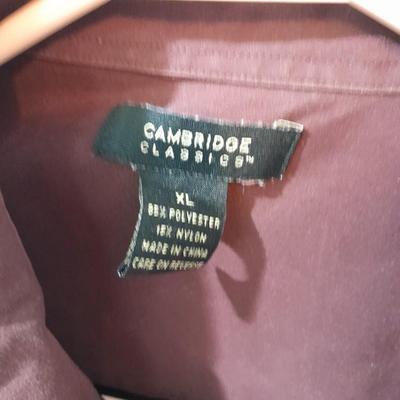 CAMBRIDGE
CLASSICS™
XL
85% POLYESTER
15% NYLON
MADE IN CHINA
CARE ON REVERSE